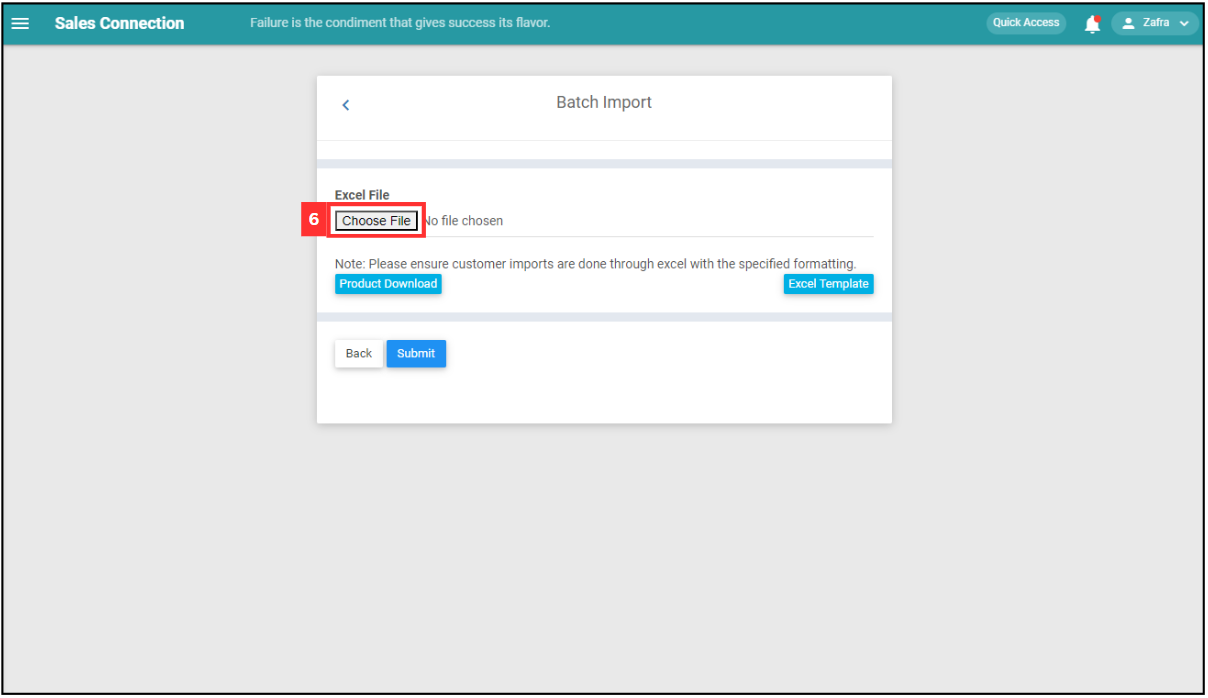 Sales Connection Failure is the condiment that gives success its flavor. Quick Access Zafra
Batch Import
Excel File
6 Choose File No file chosen
Note: Please ensure customer imports are done through excel with the specified formatting.
Product Download Excel Template
Back Submit